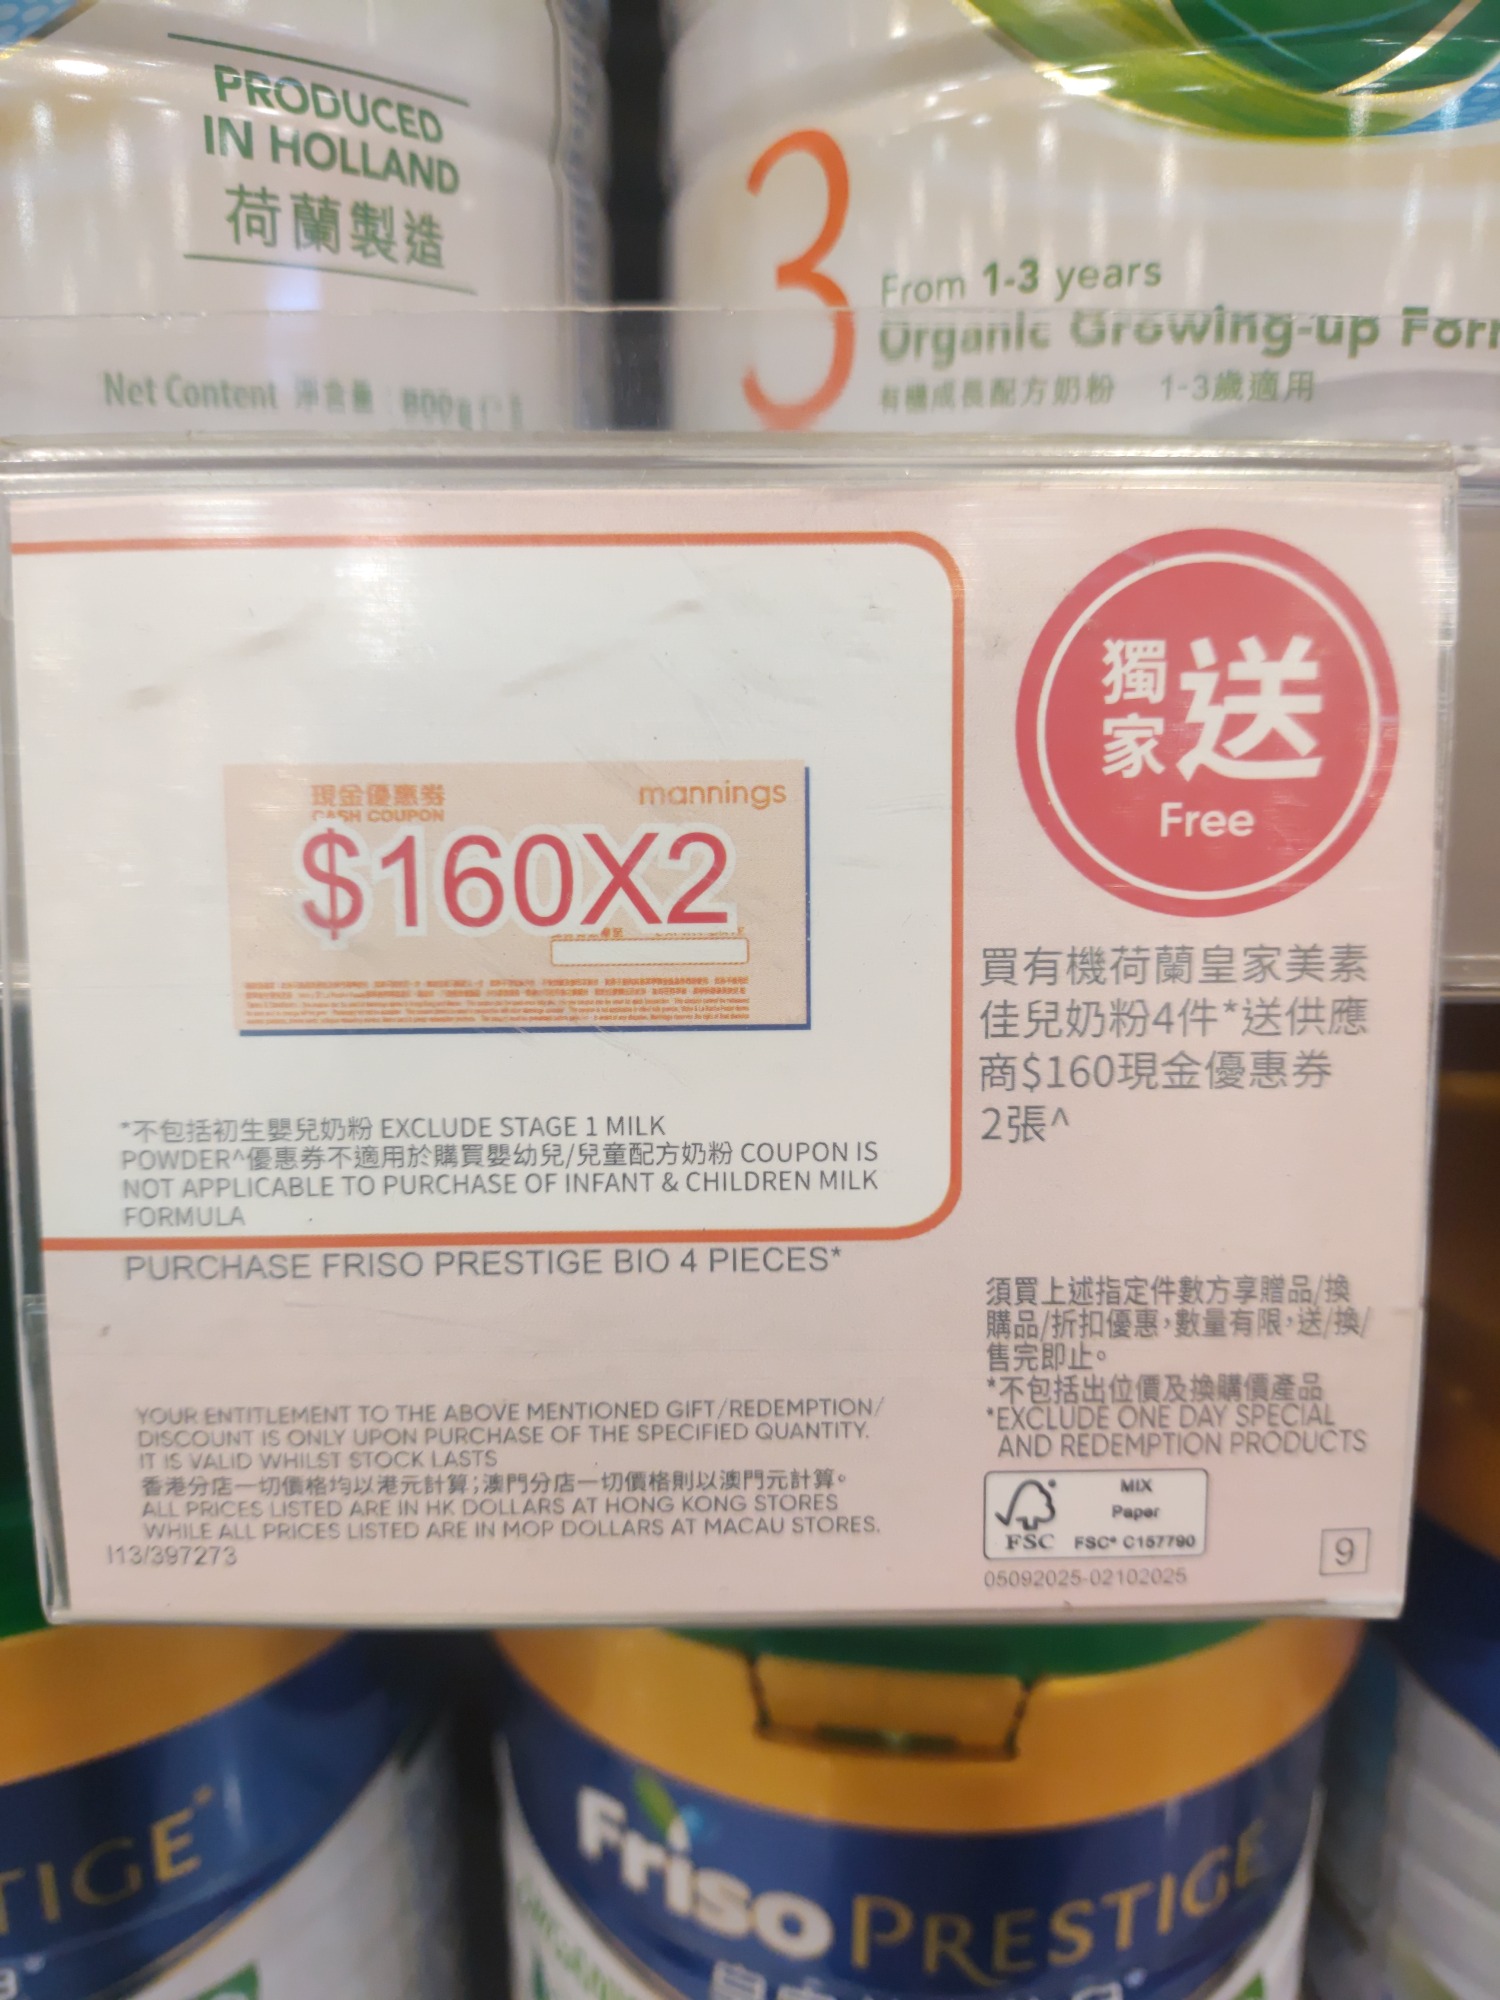 PRODUCED
IN HOLLAND
荷蘭製造
Net Content 淨含量
3
From 1-3 years
Organic Growing-up
有機成長配方奶粉 1-3歲適用
現金優惠券
CASH COUPON
mannings
$160X2
獨家
送
Free
買有機荷蘭皇家美素
佳兒奶粉4件*送供應
商$160現金優惠券
2張^
*不包括初生嬰兒奶粉 EXCLUDE STAGE 1 MILK
POWDER^優惠券不適用於購買嬰幼兒/兒童配方奶粉 COUPON IS
NOT APPLICABLE TO PURCHASE OF INFANT & CHILDREN MILK
FORMULA
PURCHASE FRISO PRESTIGE BIO 4 PIECES*
須買上述指定件數方享贈品/換
購品/折扣優惠,數量有限,送/換/
售完即止。
*不包括出位價及換購價產品
*EXCLUDE ONE DAY SPECIAL
AND REDEMPTION PRODUCTS
YOUR ENTITLEMENT TO THE ABOVE MENTIONED GIFT/REDEMPTION/
DISCOUNT IS ONLY UPON PURCHASE OF THE SPECIFIED QUANTITY.
IT IS VALID WHILST STOCK LASTS
香港分店一切價格均以港元計算;澳門分店一切價格則以澳門元計算。
ALL PRICES LISTED ARE IN HK DOLLARS AT HONG KONG STORES
WHILE ALL PRICES LISTED ARE IN MOP DOLLARS AT MACAU STORES.
I13/397273
MIX
Paper
FSC FSC® C157790
05092025-02102025
9
TIGE
Friso PRESTIGE